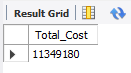 Result Grid
Total_Cost
11349180